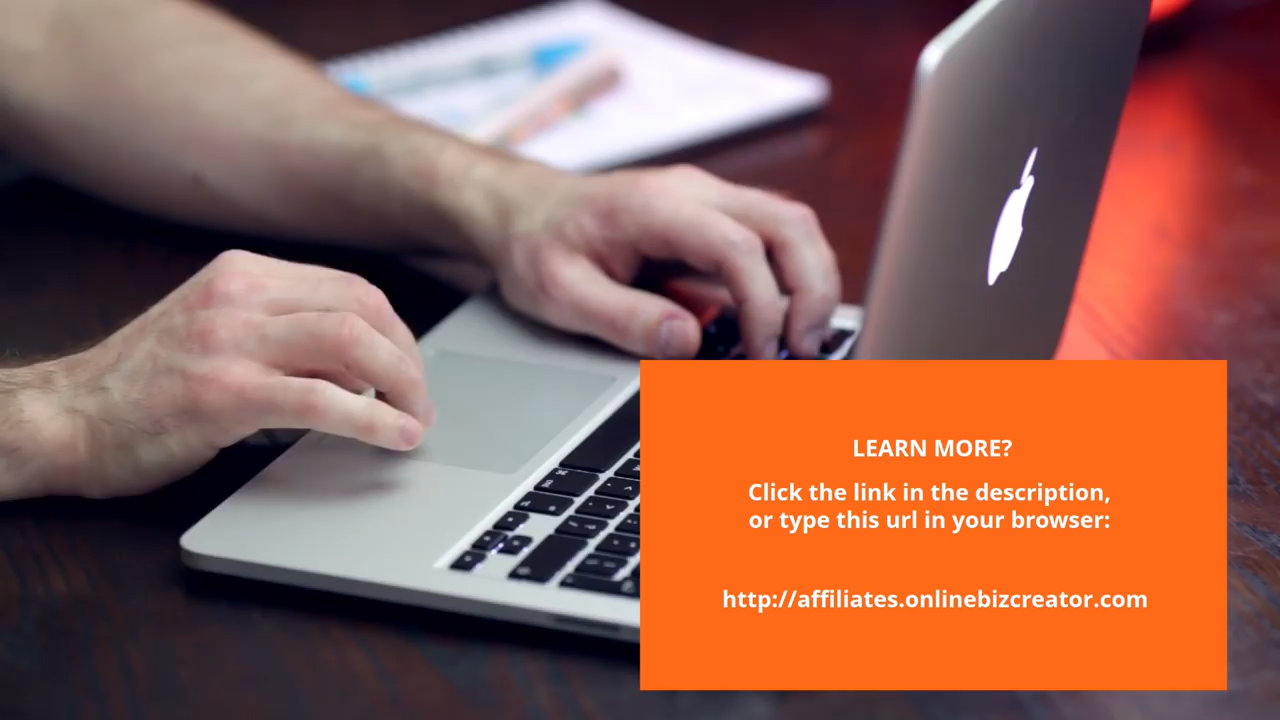 LEARN MORE?
Click the link in the description,
or type this url in your browser:
http://affiliates.onlinebizcreator.com